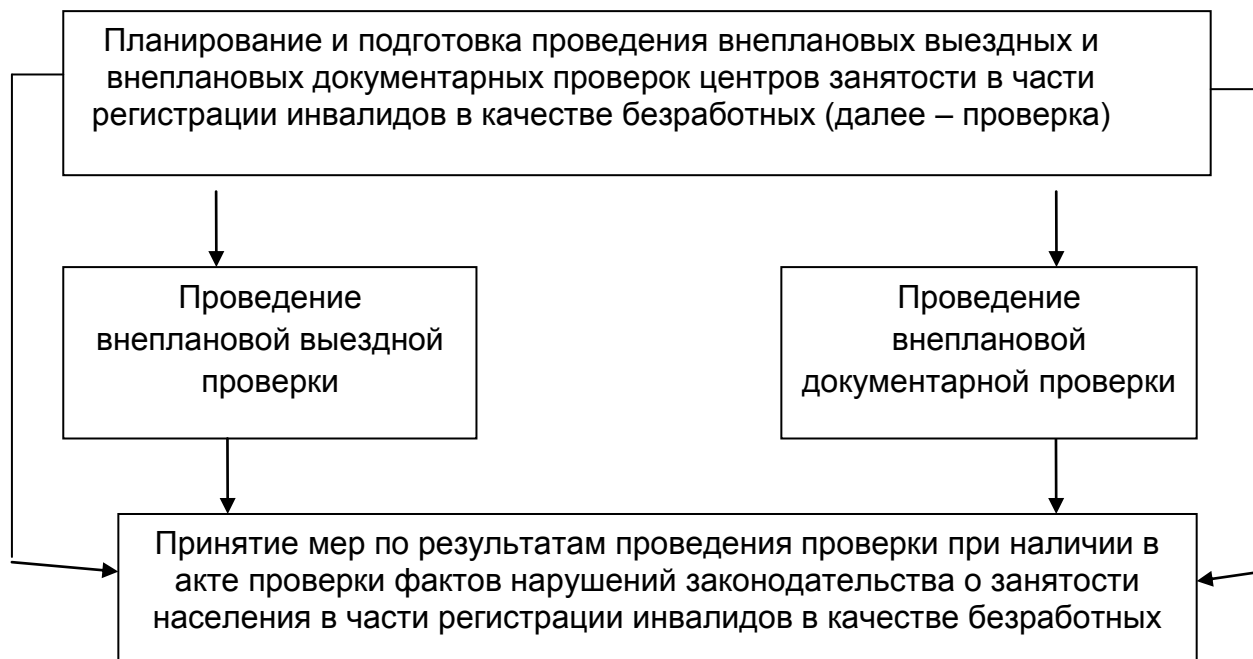 Планирование и подготовка проведения внеплановых выездных и
внеплановых документарных проверок центров занятости в части
регистрации инвалидов в качестве безработных (далее – проверка)
Проведение
внеплановой выездной
проверки
Проведение
внеплановой
документарной проверки
Принятие мер по результатам проведения проверки при наличии в
акте проверки фактов нарушений законодательства о занятости
населения в части регистрации инвалидов в качестве безработных